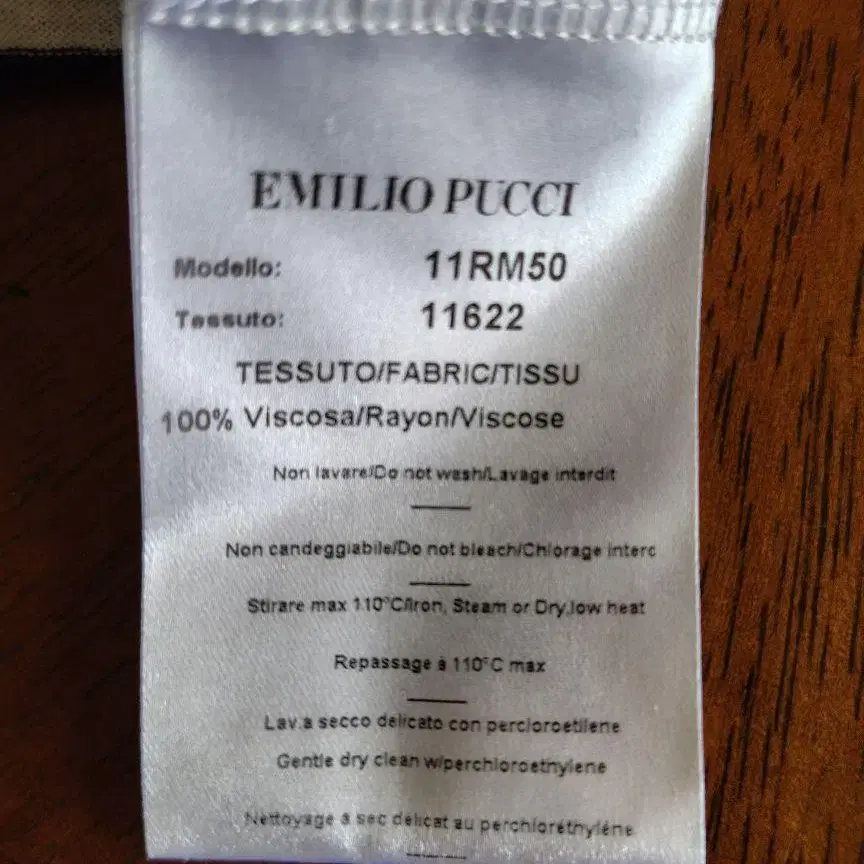 EMILIO PUCCI
Modello: 11RM50
Tessuto: 11622
TESSUTO/FABRIC/TISSU
100% Viscosa/Rayon/Viscose
Non lavare/Do not wash/Lavage interdit
Non candeggiabile/Do not bleach/Chlorage interc
Stirare max 110°C/Iron, Steam or Dry,low heat
Repassage à 110°C max
Lav.a secco delicato con percloroetilene
Gentle dry clean w/perchloroethylene
Nettoyage à sec délicat au perchloréthylène